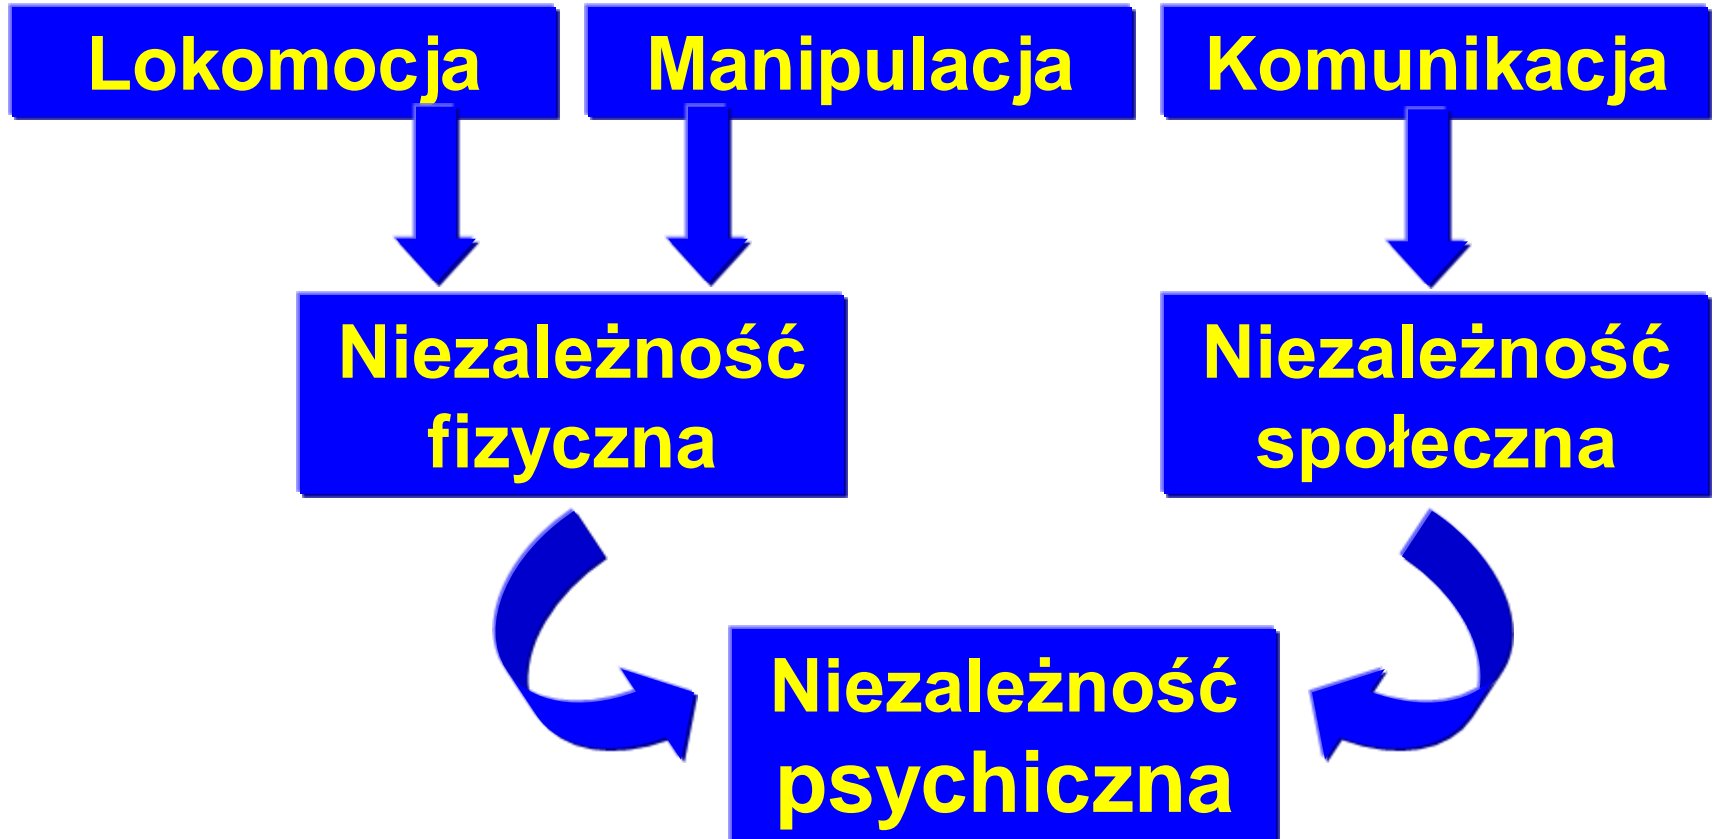 Lokomocja
Manipulacja
Komunikacja
Niezależność
fizyczna
Niezależność
społeczna
Niezależność
psychiczna